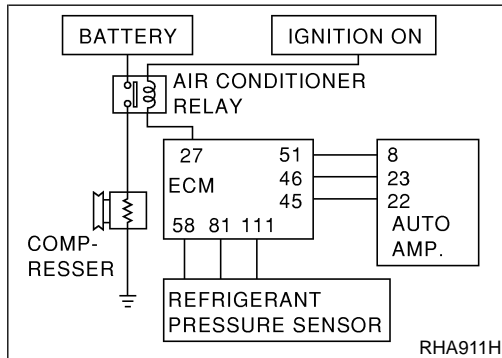 BATTERY
IGNITION ON
AIR CONDITIONER
RELAY
27
51
8
ECM
46
23
45
22
58 81 111
AUTO
AMP.
COMP-
RESSER
REFRIGERANT
PRESSURE SENSOR
RHA911H